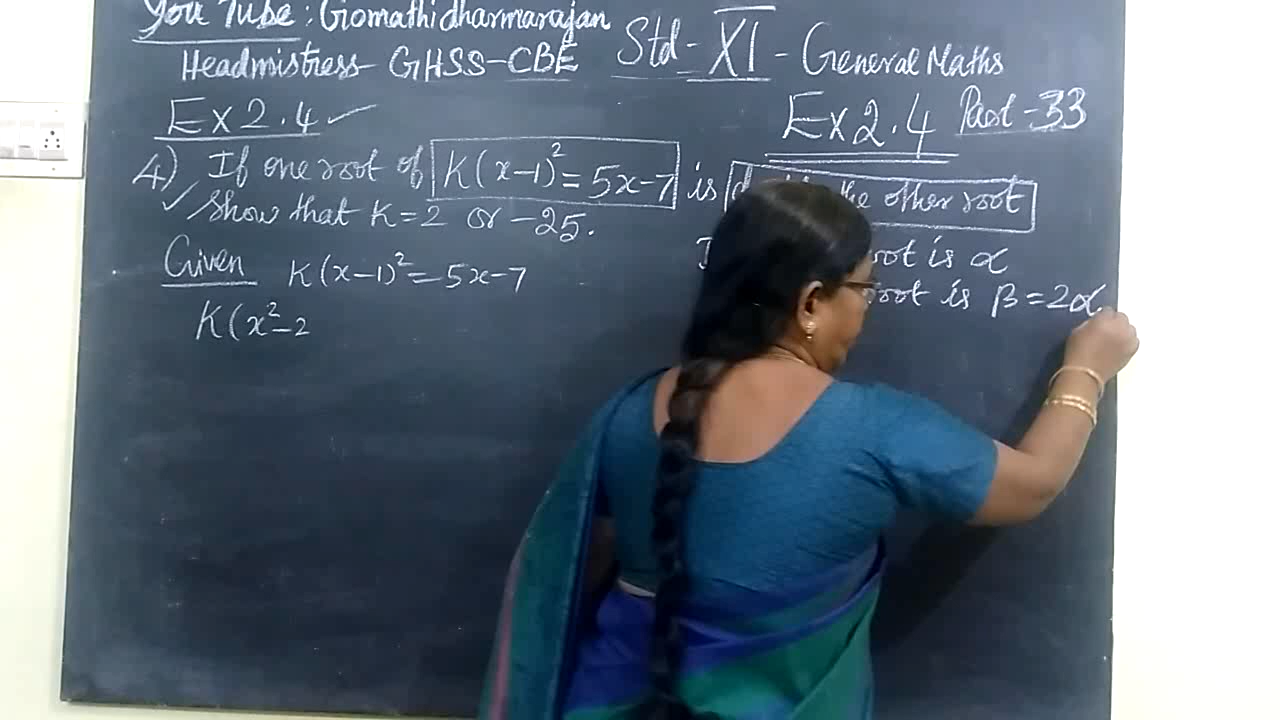 You Tube : Gomathidharmarajan
Headmistress - GHSS - CBE
Std - XI - General Maths
Ex 2.4 ✓
Ex 2.4 Part - 33
4) If one root of K(x-1)² = 5x-7 is the other root
✓ Show that K = 2 or -25.
Given K(x-1)² = 5x-7
K(x²-2
root is α
root is β = 2α